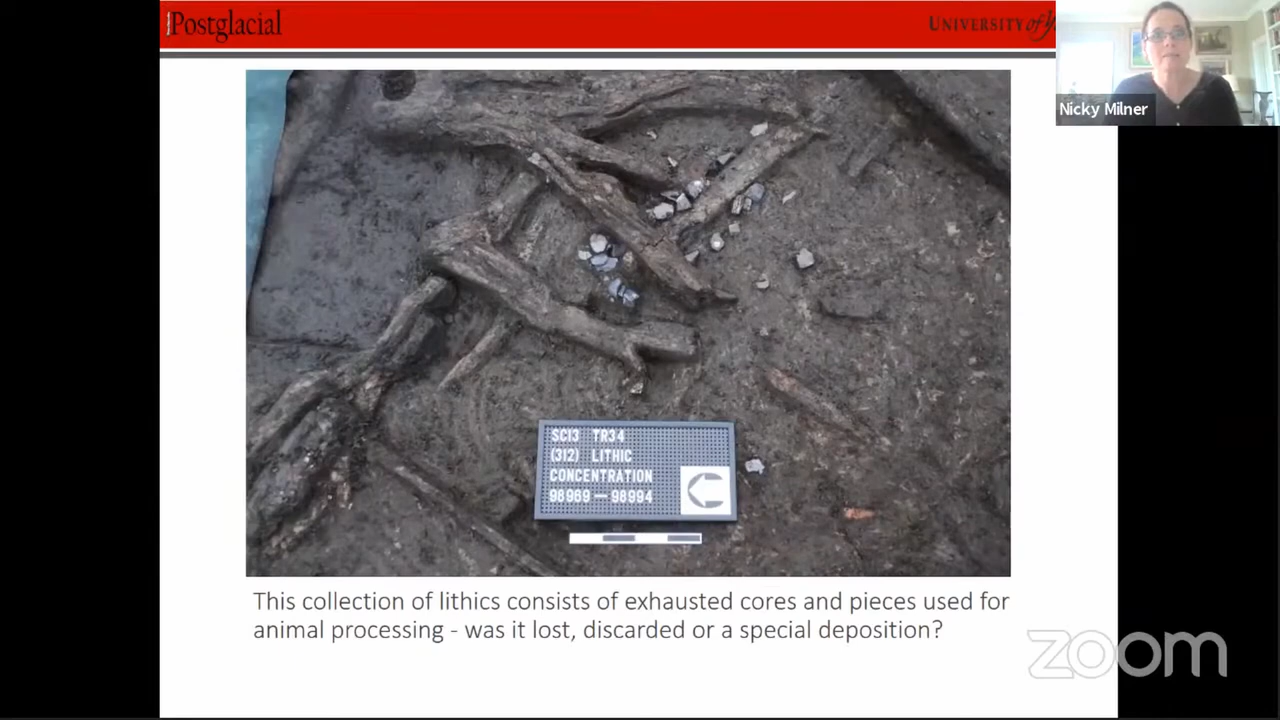 Postglacial
UNIVERSITY of
Nicky Milner
SC13 TR34
(312) LITHIC
CONCENTRATION
98969 — 98994
This collection of lithics consists of exhausted cores and pieces used for
animal processing - was it lost, discarded or a special deposition?
zoom